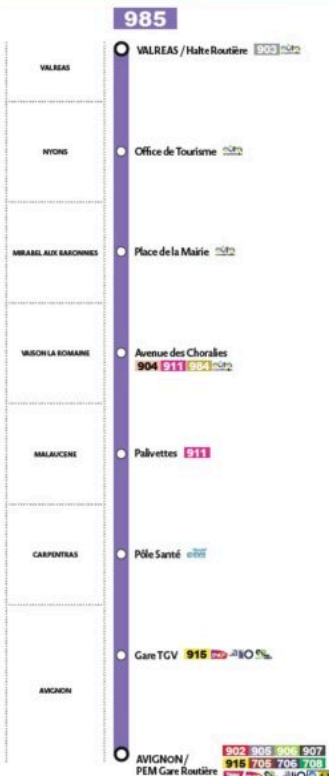 985
VALREAS
VALREAS / Halte Routière 903
NYONS
Office de Tourisme
MIRABEL AUX BARONNIES
Place de la Mairie
VAISON LA ROMAINE
Avenue des Choralies
904 911 984
MALAUCENE
Palivettes 911
CARPENTRAS
Pôle Santé
AVIGNON
Gare TGV 915
AVIGNON /
PEM Gare Routière
902 905 906 907
915 705 706 708